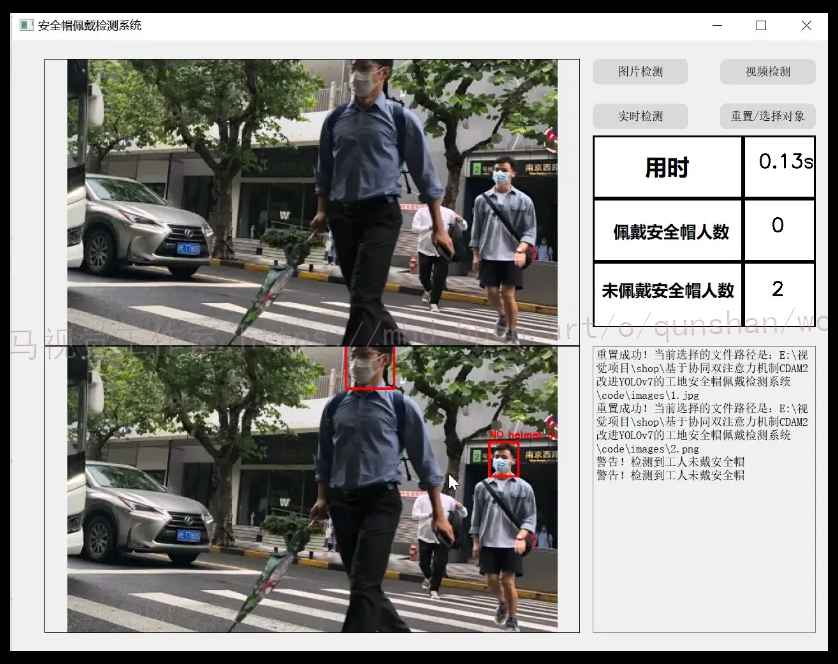 安全帽佩戴检测系统
图片检测
视频检测
实时检测
重置/选择对象
用时
0.13s
佩戴安全帽人数
0
未佩戴安全帽人数
2
重置成功！当前选择的文件路径是：E:\视
觉项目\shop\基于协同双注意力机制CDAM2
改进YOLOv7的工地安全帽佩戴检测系统
\code\images\1.jpg
重置成功！当前选择的文件路径是：E:\视
觉项目\shop\基于协同双注意力机制CDAM2
改进YOLOv7的工地安全帽佩戴检测系统
\code\images\2.png
警告！检测到工人未戴安全帽
警告！检测到工人未戴安全帽
2
南京西路
W
NO helmet
2
南京西路
W